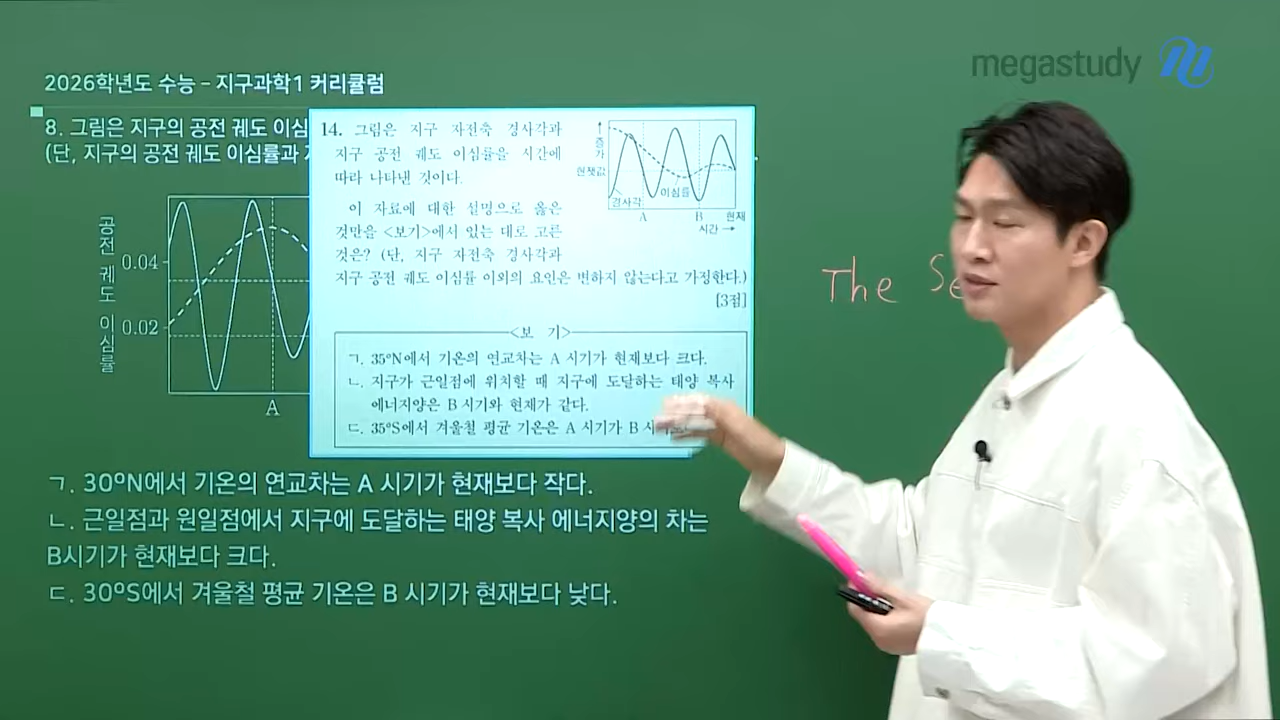 megastudy
2026학년도 수능 - 지구과학1 커리큘럼
8. 그림은 지구의 공전 궤도 이심
(단, 지구의 공전 궤도 이심률과
공전 궤도 이심률
0.04
0.02
A
14. 그림은 지구 자전축 경사각과
지구 공전 궤도 이심률을 시간에
따라 나타낸 것이다.
이 자료에 대한 설명으로 옳은
것만을 <보기>에서 있는 대로 고른
것은? (단, 지구 자전축 경사각과
지구 공전 궤도 이심률 이외의 요인은 변하지 않는다고 가정한다.)
[3점]
증가
현잿값
경사각
이심률
A
B
현재
시간 →
<보 기>
ㄱ. 35°N에서 기온의 연교차는 A 시기가 현재보다 크다.
ㄴ. 지구가 근일점에 위치할 때 지구에 도달하는 태양 복사
에너지양은 B 시기와 현재가 같다.
ㄷ. 35°S에서 겨울철 평균 기온은 A 시기가 B
ㄱ. 30°N에서 기온의 연교차는 A 시기가 현재보다 작다.
ㄴ. 근일점과 원일점에서 지구에 도달하는 태양 복사 에너지양의 차는
B시기가 현재보다 크다.
ㄷ. 30°S에서 겨울철 평균 기온은 B 시기가 현재보다 낮다.
The Se